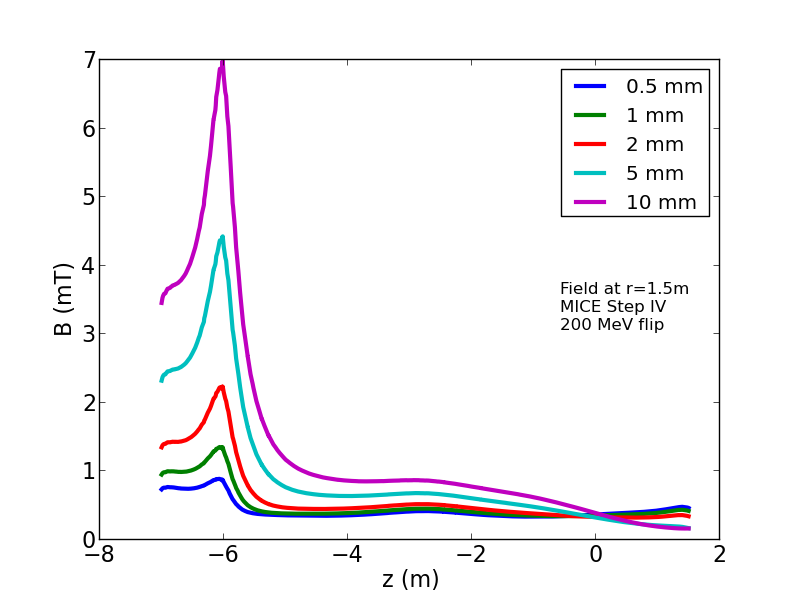 7
6
5
4
3
2
1
0
B (mT)
−8
−6
−4
−2
0
2
z (m)
0.5 mm
1 mm
2 mm
5 mm
10 mm
Field at r=1.5m
MICE Step IV
200 MeV flip